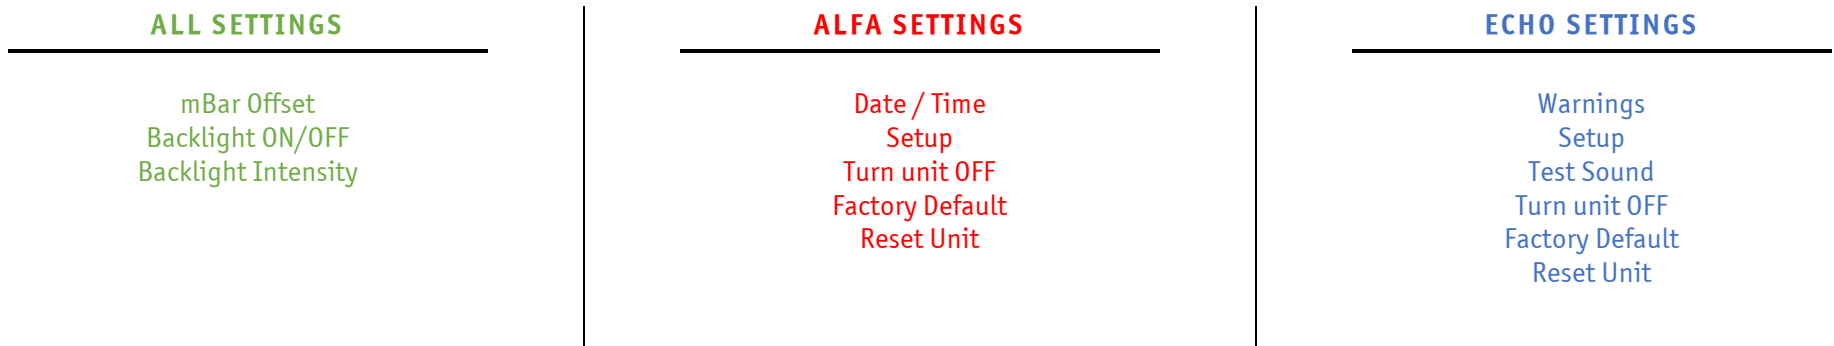 ALL SETTINGS
mBar Offset
Backlight ON/OFF
Backlight Intensity
ALFA SETTINGS
Date / Time
Setup
Turn unit OFF
Factory Default
Reset Unit
ECHO SETTINGS
Warnings
Setup
Test Sound
Turn unit OFF
Factory Default
Reset Unit